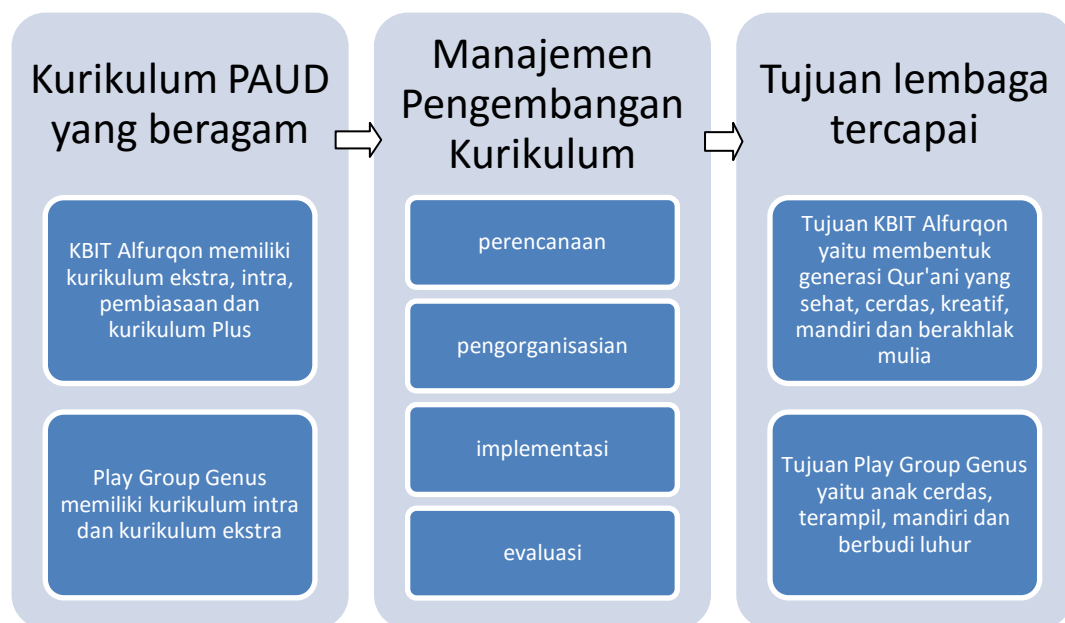 Kurikulum PAUD
yang beragam
KBIT Alfurqon memiliki
kurikulum ekstra, intra,
pembiasaan dan
kurikulum Plus
Play Group Genus
memiliki kurikulum intra
dan kurikulum ekstra
Manajemen
Pengembangan
Kurikulum
perencanaan
pengorganisasian
implementasi
evaluasi
Tujuan lembaga
tercapai
Tujuan KBIT Alfurqon
yaitu membentuk
generasi Qur'ani yang
sehat, cerdas, kreatif,
mandiri dan berakhlak
mulia
Tujuan Play Group Genus
yaitu anak cerdas,
terampil, mandiri dan
berbudi luhur